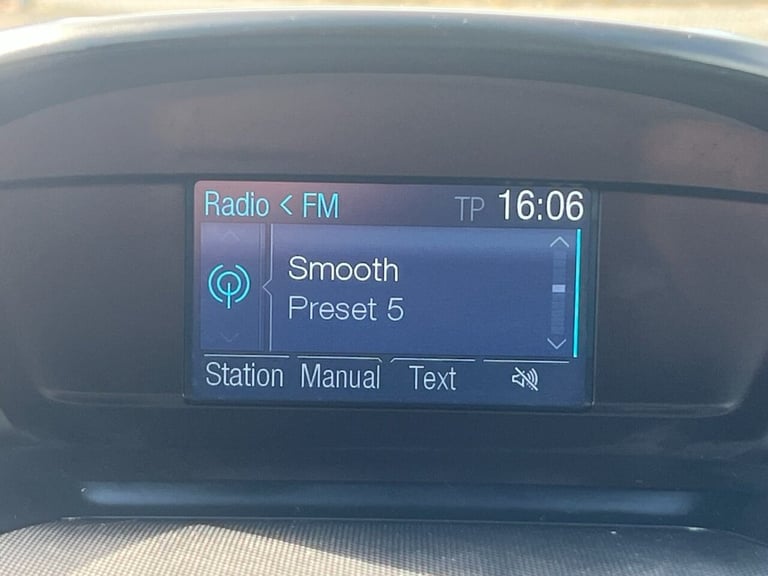 Radio < FM TP 16:06
Smooth
Preset 5
Station Manual Text